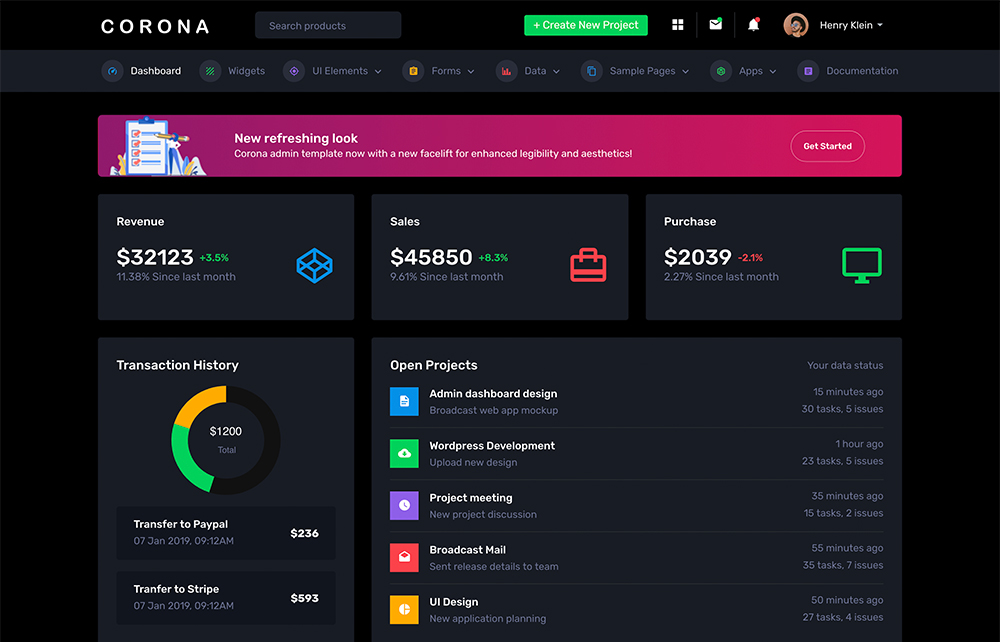 CORONA
Search products
+ Create New Project
Henry Klein
Dashboard
Widgets
UI Elements
Forms
Data
Sample Pages
Apps
Documentation
New refreshing look
Corona admin template now with a new facelift for enhanced legibility and aesthetics!
Get Started
Revenue
$32123 +3.5%
11.38% Since last month
Sales
$45850 +8.3%
9.61% Since last month
Purchase
$2039 -2.1%
2.27% Since last month
Transaction History
$1200
Total
Transfer to Paypal
07 Jan 2019, 09:12AM
$236
Tranfer to Stripe
07 Jan 2019, 09:12AM
$593
Open Projects
Your data status
Admin dashboard design
Broadcast web app mockup
15 minutes ago
30 tasks, 5 issues
Wordpress Development
Upload new design
1 hour ago
23 tasks, 5 issues
Project meeting
New project discussion
35 minutes ago
15 tasks, 2 issues
Broadcast Mail
Sent release details to team
55 minutes ago
35 tasks, 7 issues
UI Design
New application planning
50 minutes ago
27 tasks, 4 issues